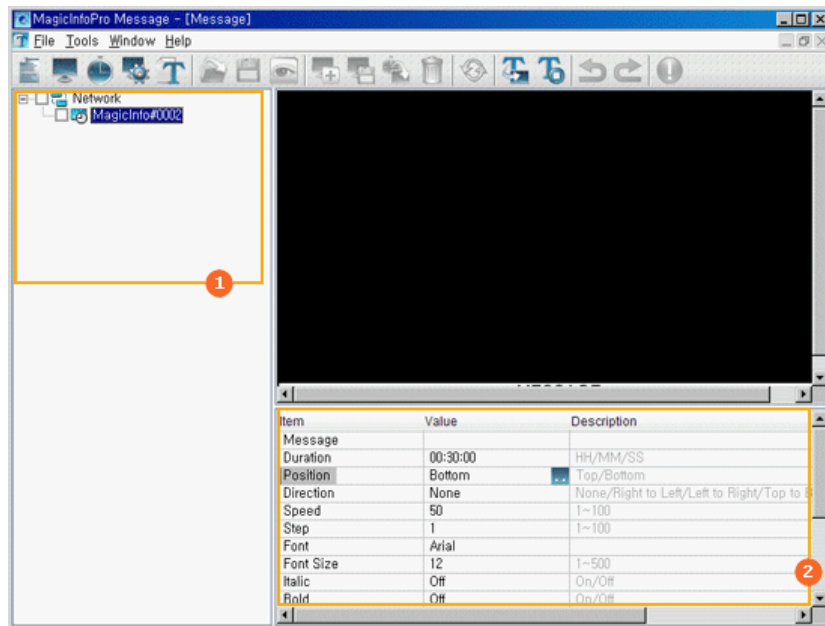 MagicInfoPro Message - [Message]
File Tools Window Help
Network
MagicInfo#0002
1
Item Value Description
Message
Duration 00:30:00 HH/MM/SS
Position Bottom Top/Bottom
Direction None None/Right to Left/Left to Right/Top to B
Speed 50 1~100
Step 1 1~100
Font Arial
Font Size 12 1~500
Italic Off On/Off
Bold Off On/Off
2